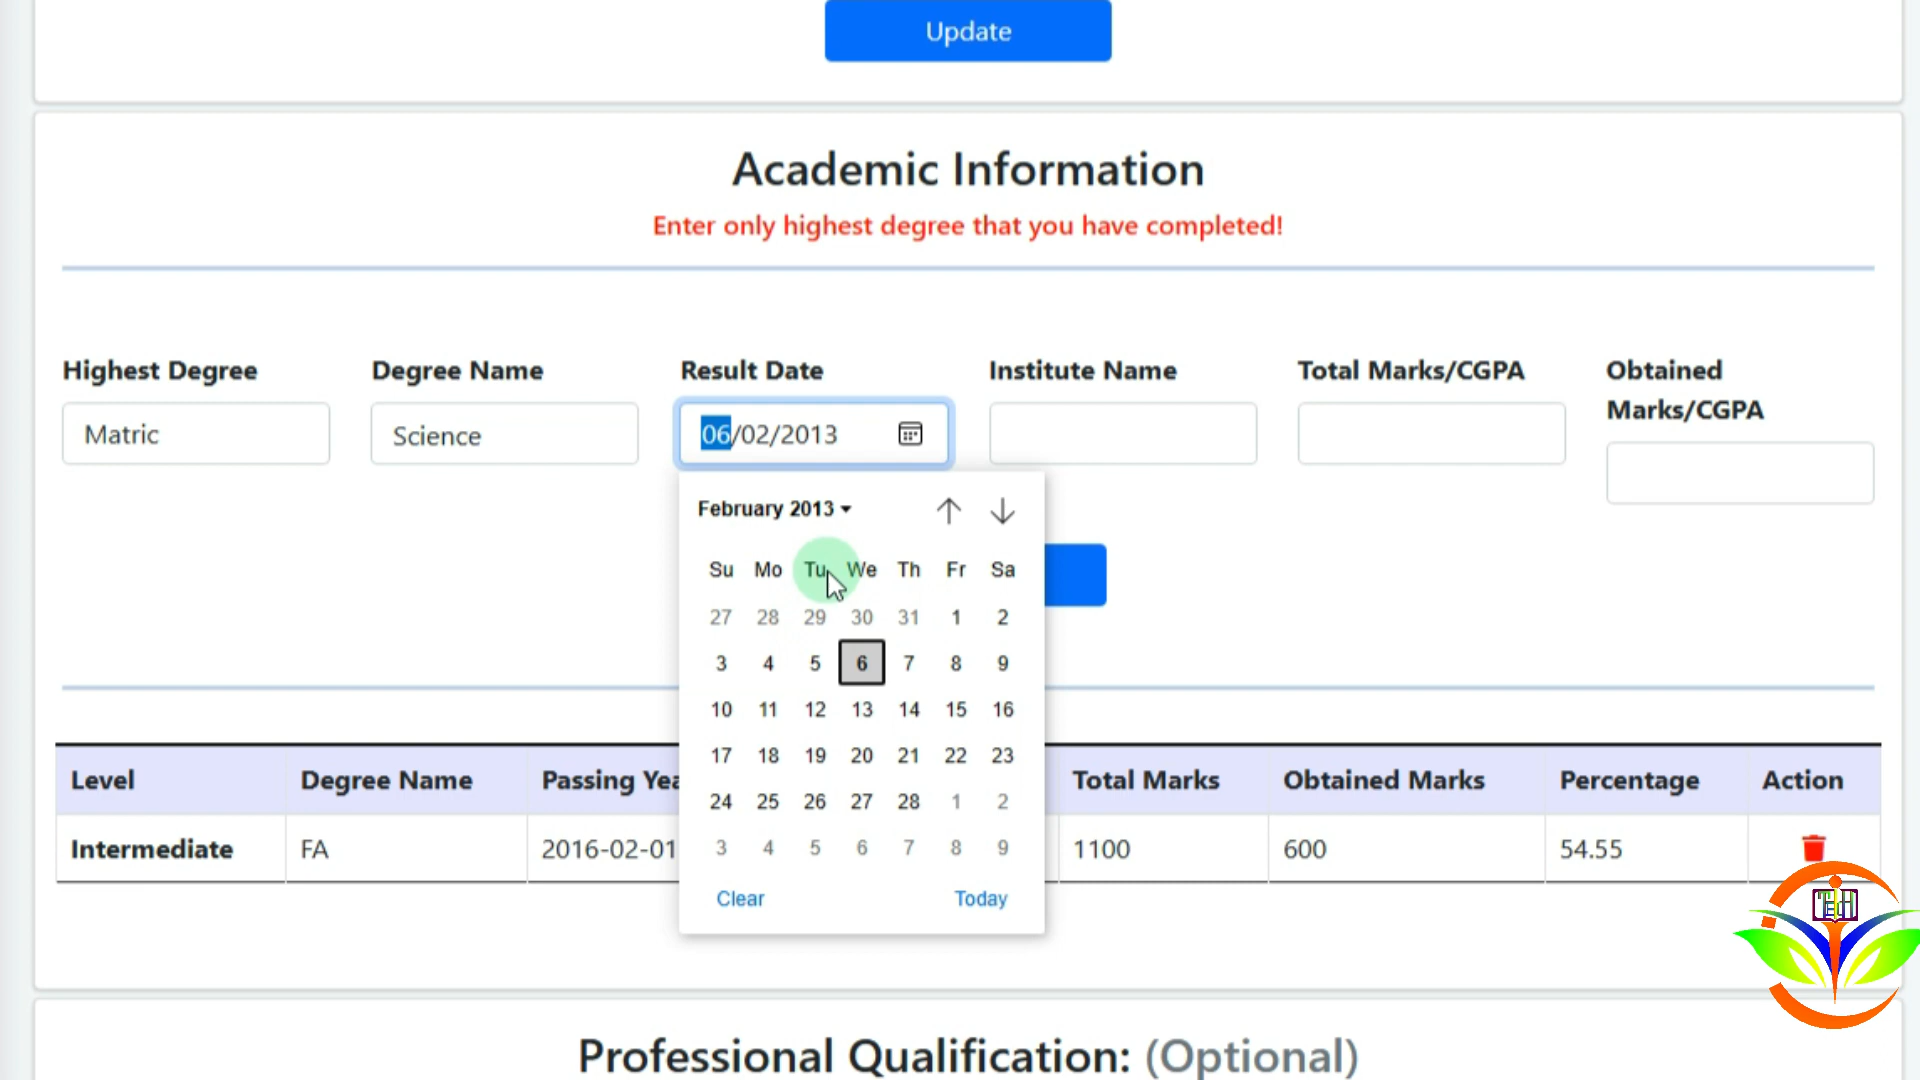 Update
Academic Information
Enter only highest degree that you have completed!
Highest Degree
Degree Name
Result Date
Institute Name
Total Marks/CGPA
Obtained
Marks/CGPA
Matric
Science
06/02/2013
February 2013
Su Mo Tu We Th Fr Sa
27 28 29 30 31 1 2
3 4 5 6 7 8 9
10 11 12 13 14 15 16
17 18 19 20 21 22 23
24 25 26 27 28 1 2
3 4 5 6 7 8 9
Clear Today
Level Degree Name Passing Yea Total Marks Obtained Marks Percentage Action
Intermediate FA 2016-02-01 1100 600 54.55
Professional Qualification: (Optional)